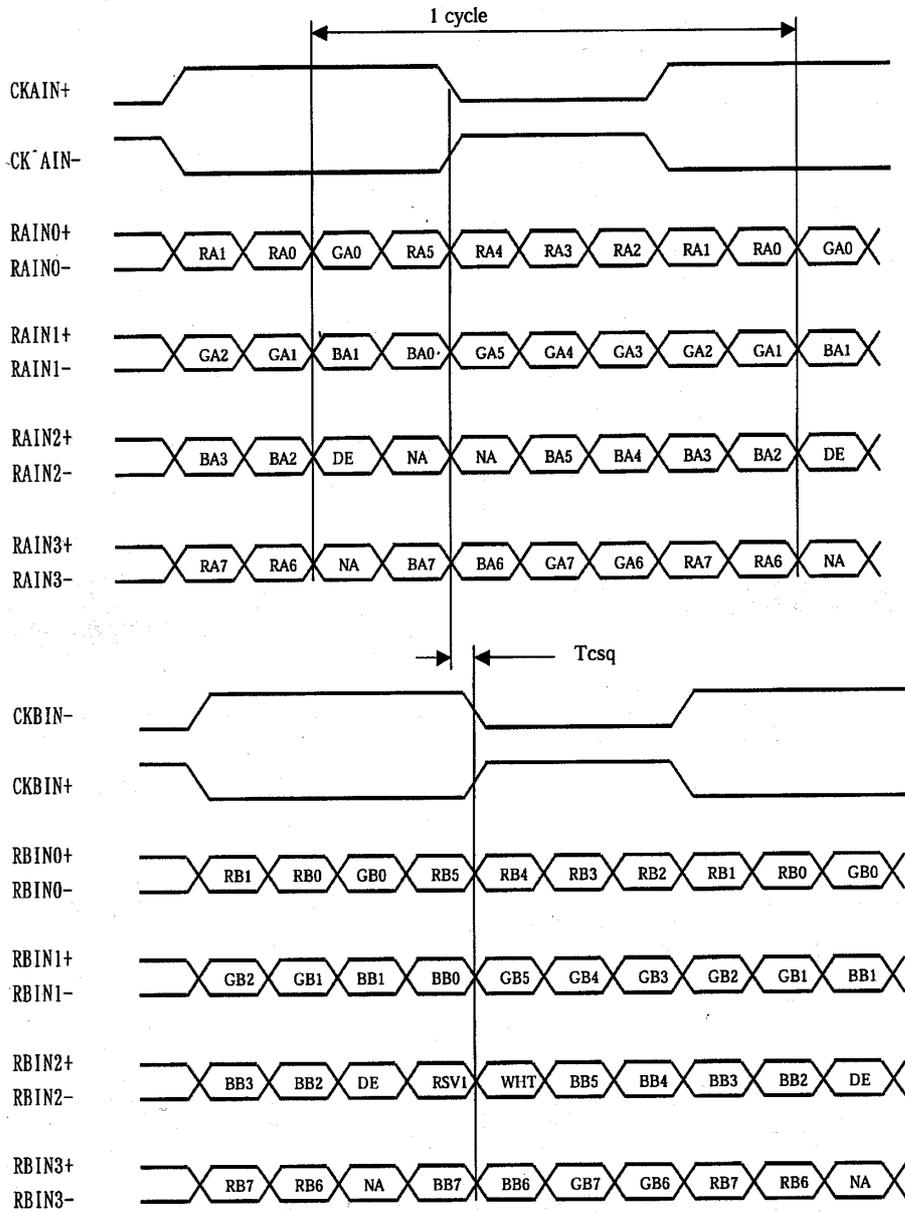 1 cycle
CKAIN+
CK^AIN-
RAIN0+ RA1 RA0 GA0 RA5 RA4 RA3 RA2 RA1 RA0 GA0
RAIN0-
RAIN1+ GA2 GA1 BA1 BA0 GA5 GA4 GA3 GA2 GA1 BA1
RAIN1-
RAIN2+ BA3 BA2 DE NA NA BA5 BA4 BA3 BA2 DE
RAIN2-
RAIN3+ RA7 RA6 NA BA7 BA6 GA7 GA6 RA7 RA6 NA
RAIN3-
Tcsq
CKBIN-
CKBIN+
RBIN0+ RB1 RB0 GB0 RB5 RB4 RB3 RB2 RB1 RB0 GB0
RBIN0-
RBIN1+ GB2 GB1 BB1 BB0 GB5 GB4 GB3 GB2 GB1 BB1
RBIN1-
RBIN2+ BB3 BB2 DE RSV1 WHT BB5 BB4 BB3 BB2 DE
RBIN2-
RBIN3+ RB7 RB6 NA BB7 BB6 GB7 GB6 RB7 RB6 NA
RBIN3-